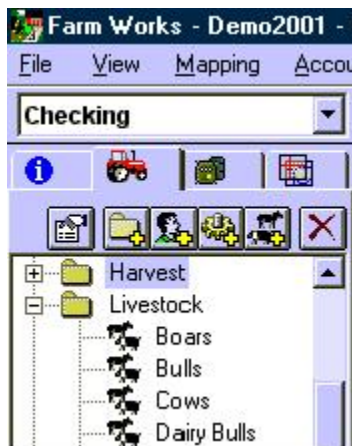 Farm Works - Demo2001 -
File View Mapping Accou
Checking
Harvest
Livestock
Boars
Bulls
Cows
Dairy Bulls